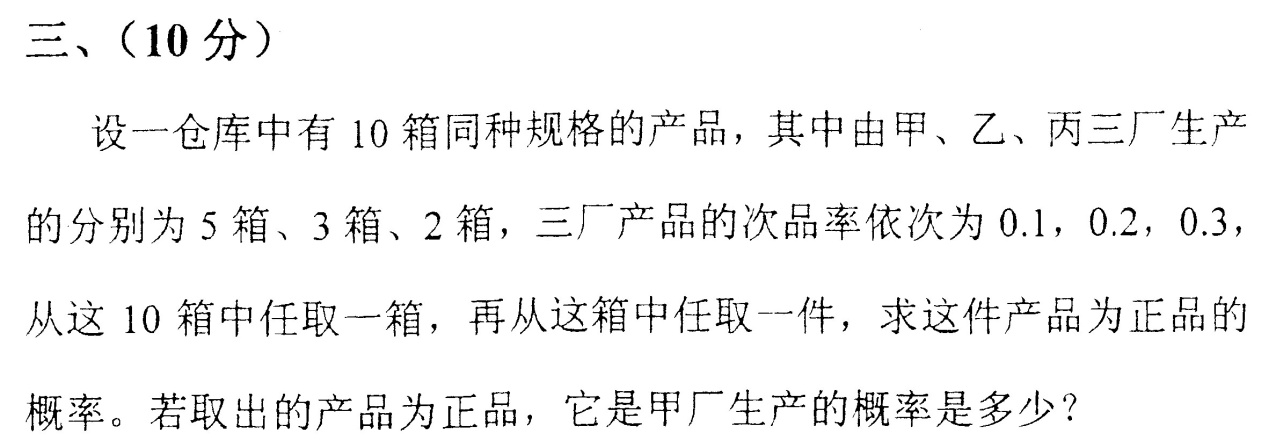 三、（10 分）
设一仓库中有 10 箱同种规格的产品，其中由甲、乙、丙三厂生产
的分别为 5 箱、3 箱、2 箱，三厂产品的次品率依次为 0.1，0.2，0.3，
从这 10 箱中任取一箱，再从这箱中任取一件，求这件产品为正品的
概率。若取出的产品为正品，它是甲厂生产的概率是多少？